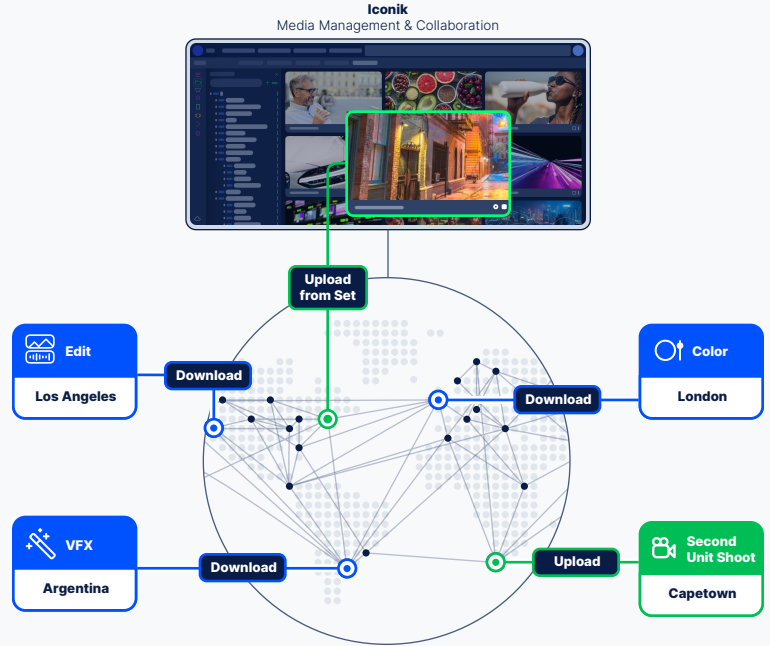 Iconik
Media Management & Collaboration
Upload
from Set
Edit
Los Angeles
Download
Color
London
Download
VFX
Argentina
Download
Upload
Second
Unit Shoot
Capetown